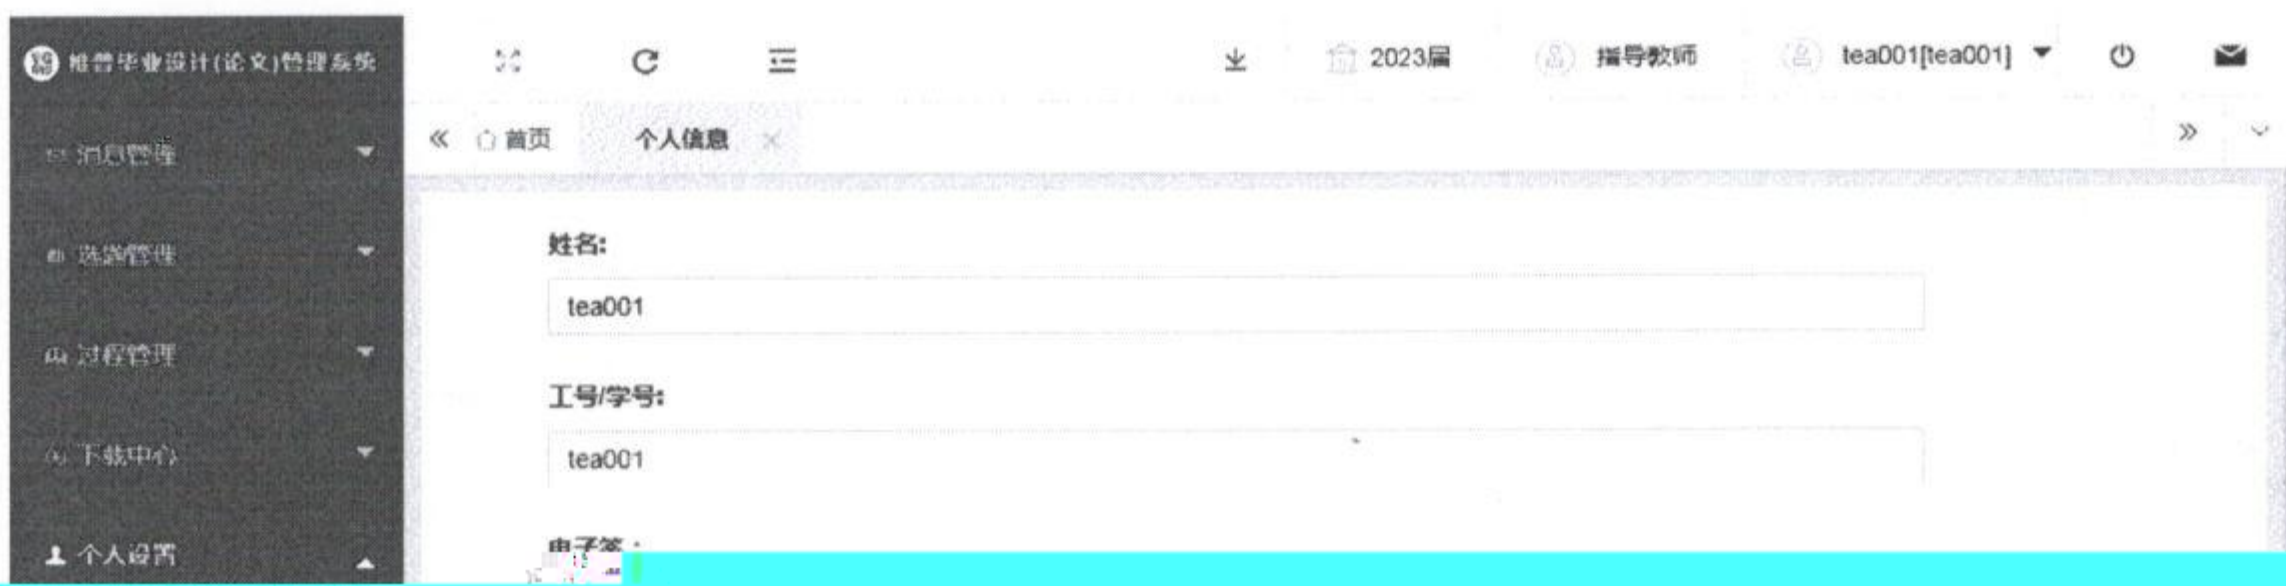 维普毕业设计(论文)管理系统
2023届
指导教师
tea001[tea001]
消息管理
首页
个人信息
选题管理
姓名:
tea001
过程管理
工号/学号:
tea001
下载中心
个人设置
电子签